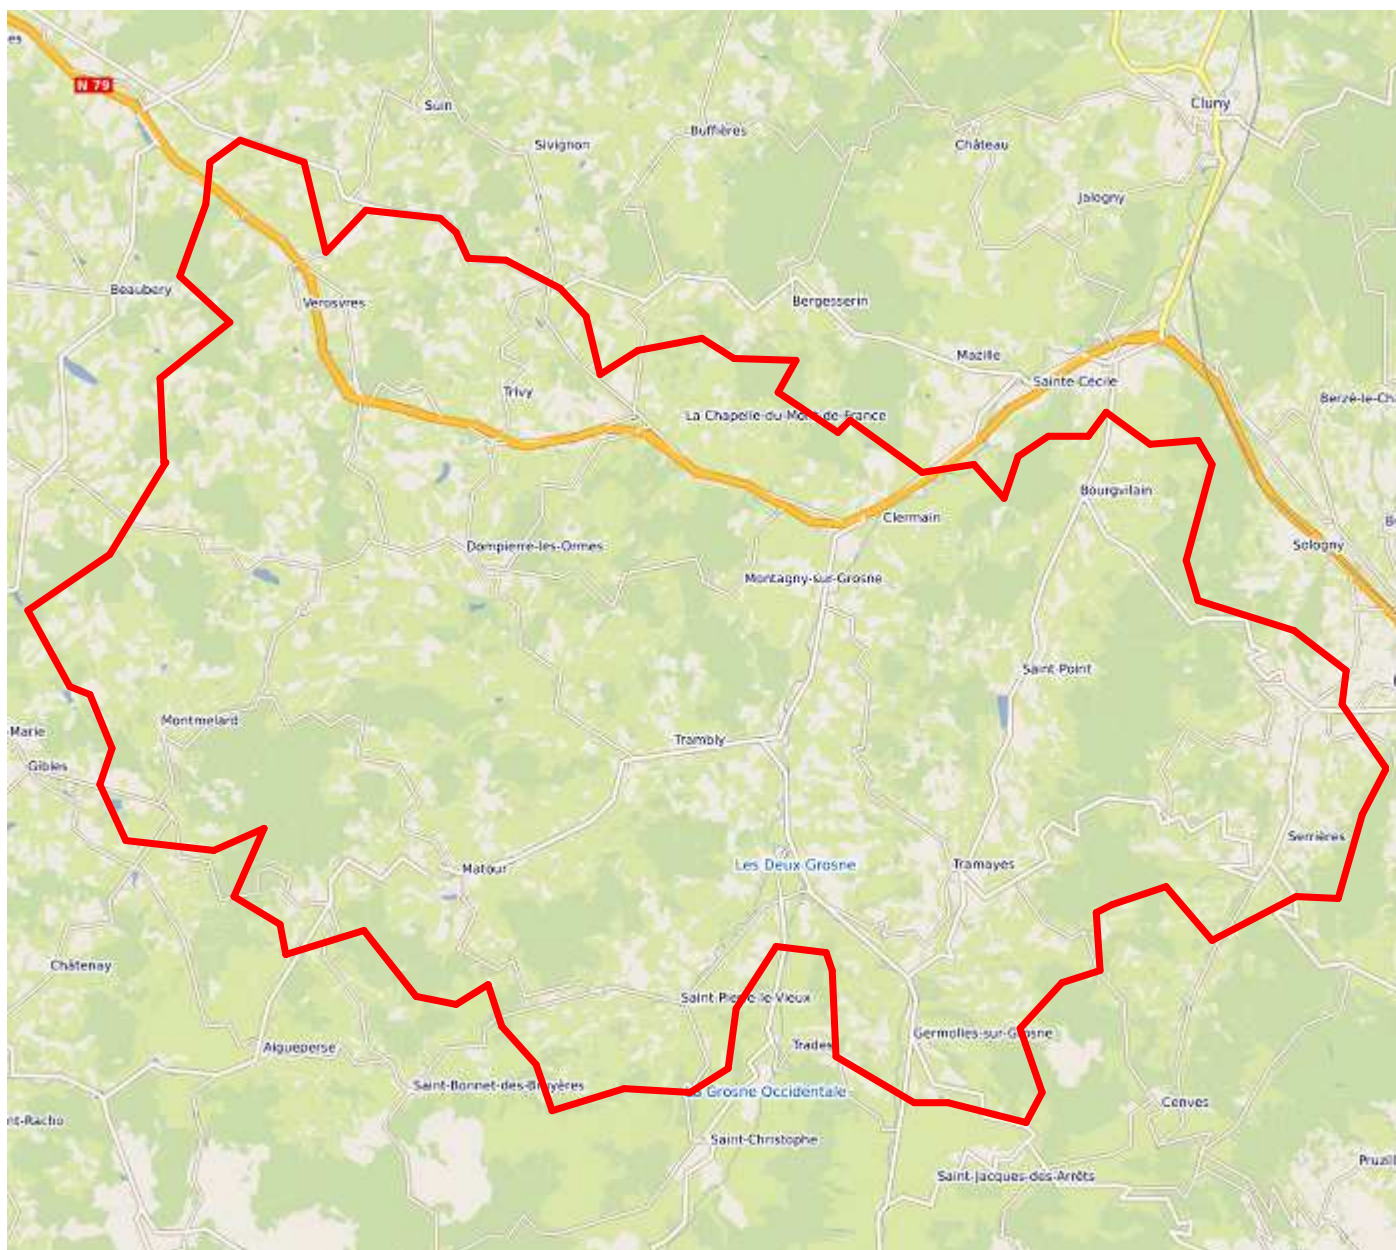 es
N 79
Suin
Cluny
Buffières
Sivignon
Château
Jalogny
Beaubery
Verosvres
Bergesserin
Mazille
Sainte-Cécile
Trivy
Berzé-le-Ch
La Chapelle-du-Mont-de-France
Bourgvilain
Clermain
B
Sologny
Dompierre-les-Ormes
Montagny-sur-Grosne
Saint-Point
Montmelard
-Marie
Trambly
Gibles
Serrières
Les Deux-Grosne
Tramayes
Matour
Châtenay
Saint-Pierre-le-Vieux
Germolles-sur-Grosne
Trades
Aigueperse
Saint-Bonnet-des-Bruyères
La Grosne Occidentale
Cenves
nt-Racho
Saint-Christophe
Pruzil
Saint-Jacques-des-Arrêts